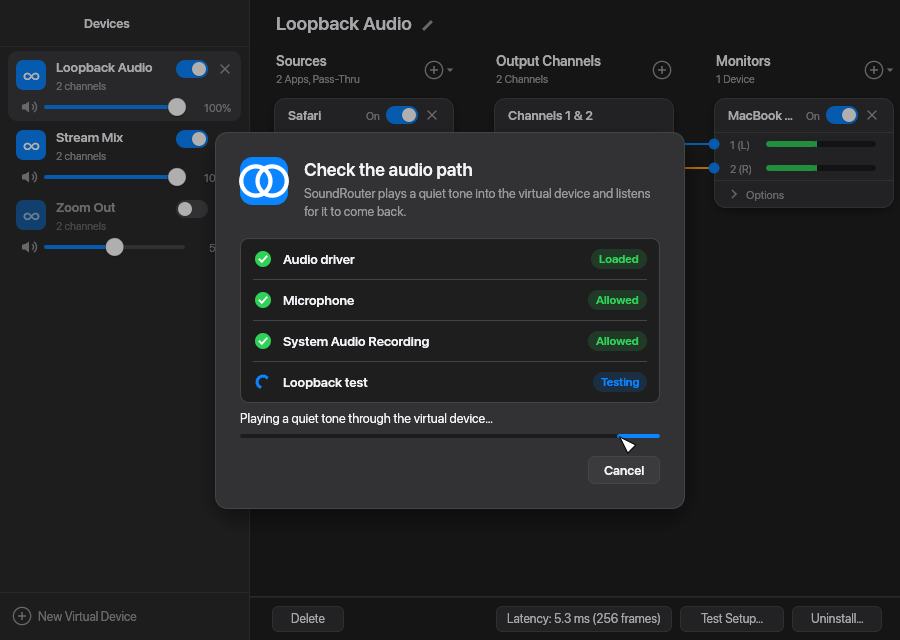 Devices
Loopback Audio
2 channels
100%
Stream Mix
2 channels
10
Zoom Out
2 channels
5
New Virtual Device
Loopback Audio
Sources
2 Apps, Pass-Thru
Output Channels
2 Channels
Monitors
1 Device
Safari
On
Channels 1 & 2
MacBook ...
On
1 (L)
2 (R)
Options
Check the audio path
SoundRouter plays a quiet tone into the virtual device and listens
for it to come back.
Audio driver
Loaded
Microphone
Allowed
System Audio Recording
Allowed
Loopback test
Testing
Playing a quiet tone through the virtual device...
Cancel
Delete
Latency: 5.3 ms (256 frames)
Test Setup...
Uninstall...